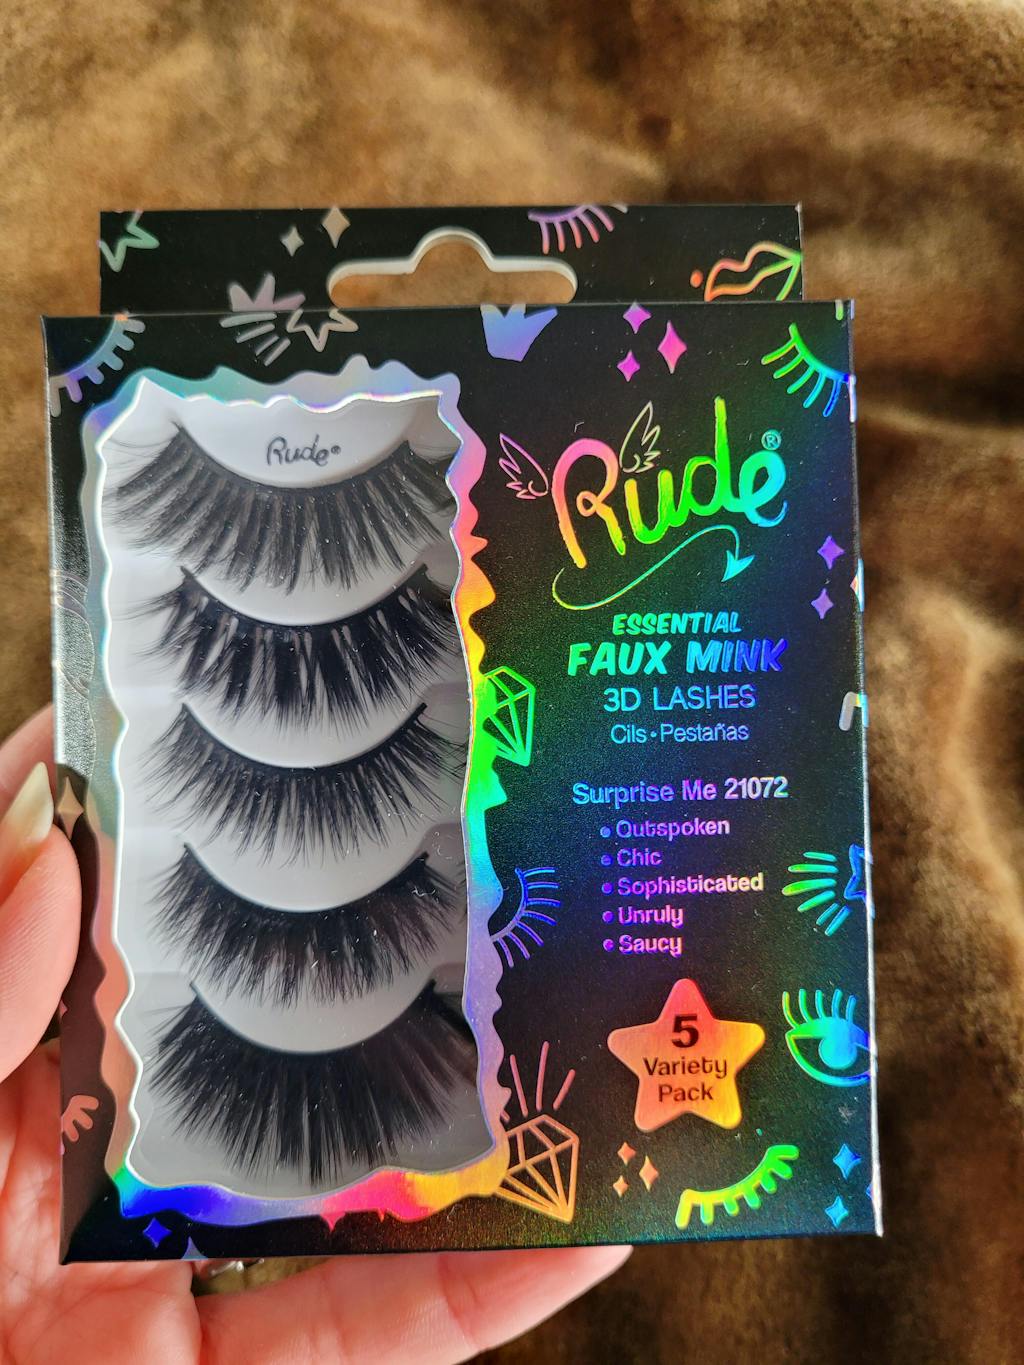 Rude®
Rude®
ESSENTIAL
FAUX MINK
3D LASHES
Cils • Pestañas
Surprise Me 21072
• Outspoken
• Chic
• Sophisticated
• Unruly
• Saucy
5
Variety
Pack